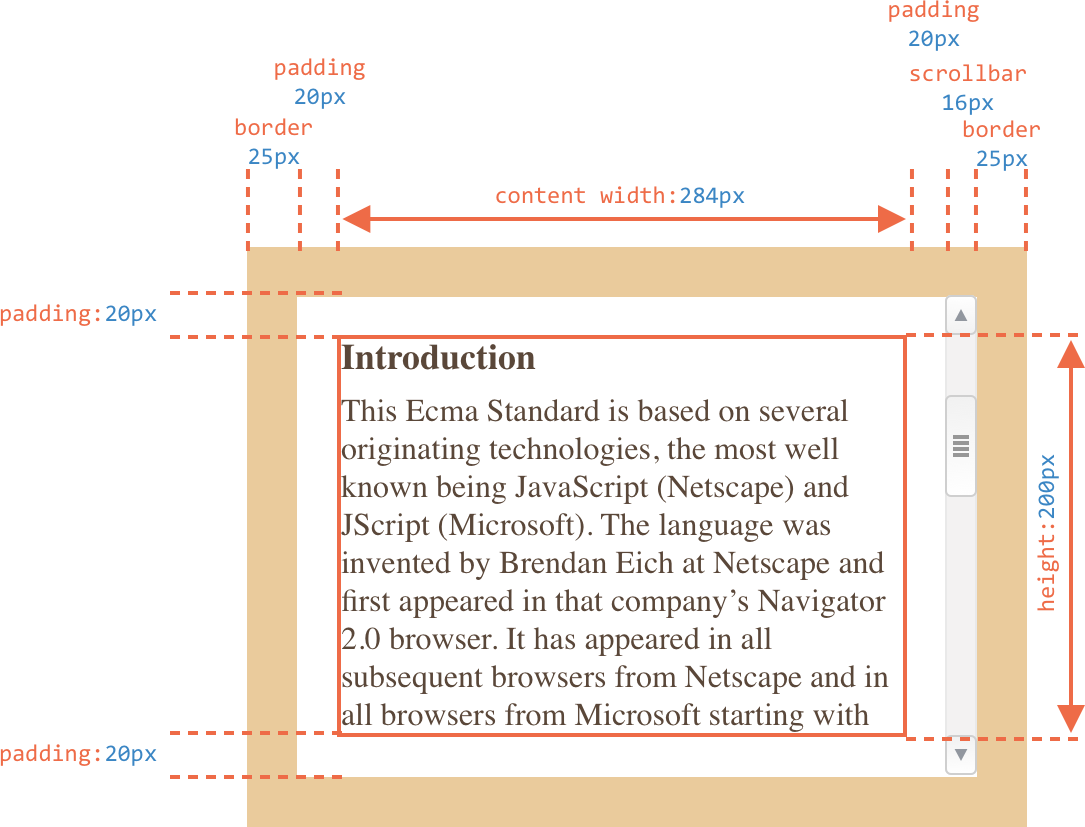 padding
20px
scrollbar
16px
border
25px
padding
20px
border
25px
content width:284px
padding:20px
Introduction
This Ecma Standard is based on several
originating technologies, the most well
known being JavaScript (Netscape) and
JScript (Microsoft). The language was
invented by Brendan Eich at Netscape and
first appeared in that company’s Navigator
2.0 browser. It has appeared in all
subsequent browsers from Netscape and in
all browsers from Microsoft starting with
height:200px
padding:20px